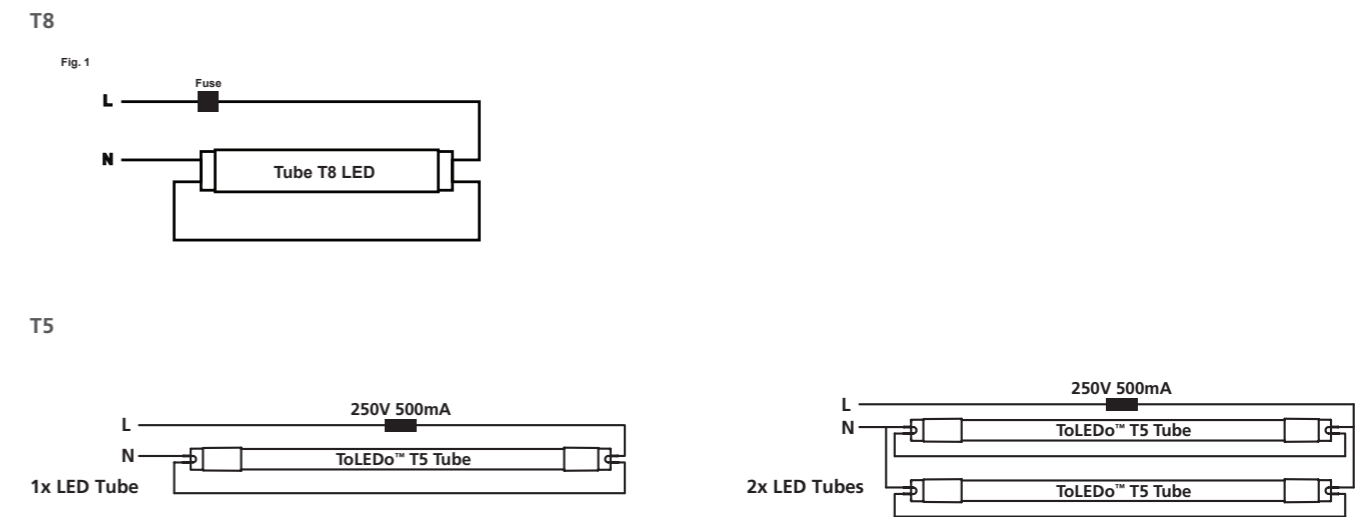 T8
Fig. 1
Fuse
L
N
Tube T8 LED
T5
250V 500mA
L
N
ToLEDo™ T5 Tube
1x LED Tube
250V 500mA
L
N
ToLEDo™ T5 Tube
2x LED Tubes
ToLEDo™ T5 Tube